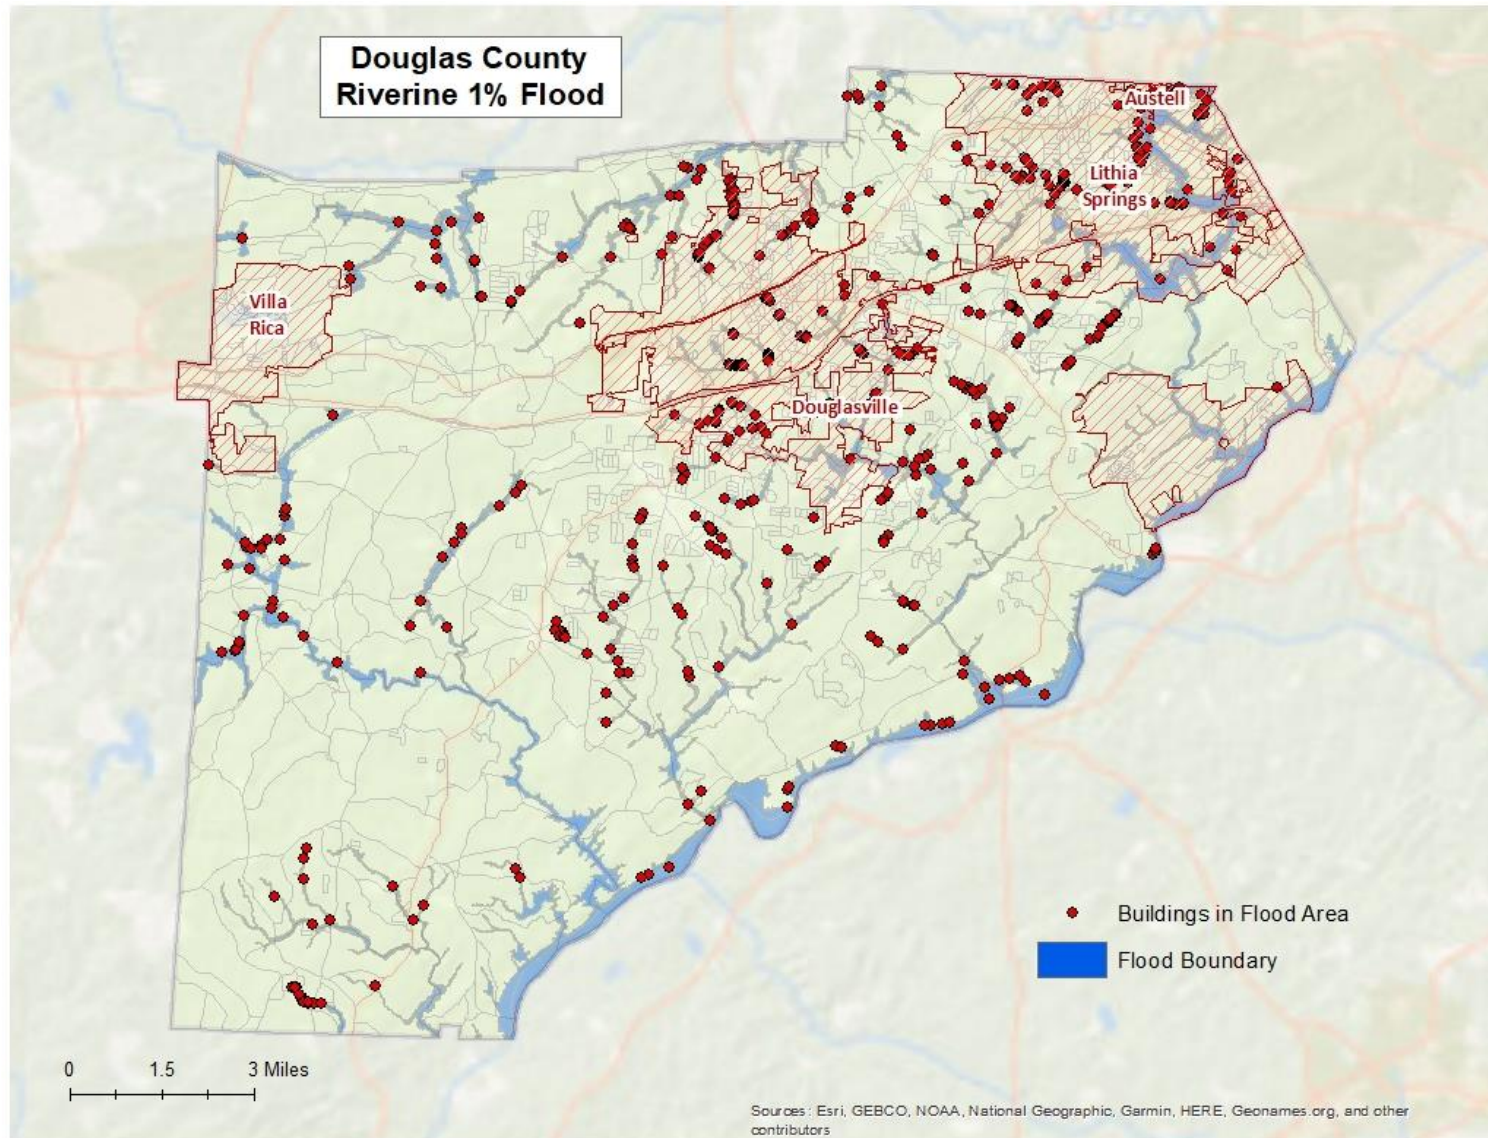 Douglas County
Riverine 1% Flood
Austell
Lithia
Springs
Villa
Rica
Douglasville
Buildings in Flood Area
Flood Boundary
0 1.5 3 Miles
Sources: Esri, GEBCO, NOAA, National Geographic, Garmin, HERE, Geonames.org, and other
contributors